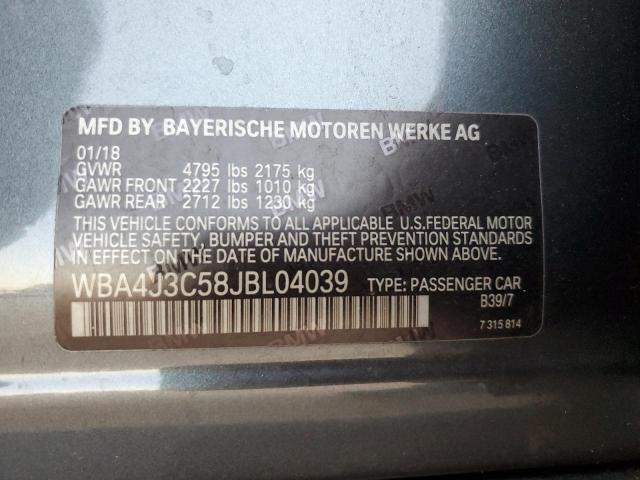 MFD BY BAYERISCHE MOTOREN WERKE AG
01/18
GVWR 4795 lbs 2175 kg
GAWR FRONT 2227 lbs 1010 kg
GAWR REAR 2712 lbs 1230 kg
THIS VEHICLE CONFORMS TO ALL APPLICABLE U.S.FEDERAL MOTOR
VEHICLE SAFETY, BUMPER AND THEFT PREVENTION STANDARDS
IN EFFECT ON THE DATE OF MANUFACTURE SHOWN ABOVE.
WBA4J3C58JBL04039 TYPE: PASSENGER CAR
B39/7
7 315 814